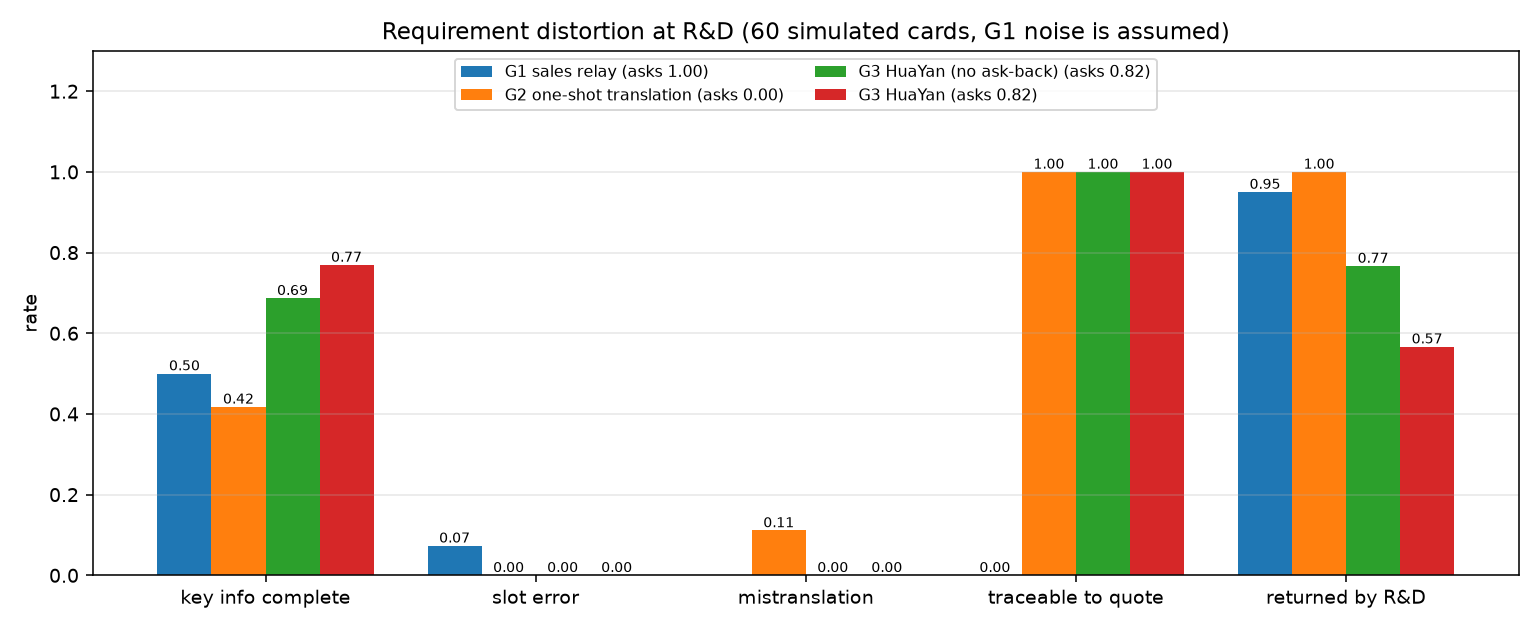 Requirement distortion at R&D (60 simulated cards, G1 noise is assumed)
G1 sales relay (asks 1.00)
G2 one-shot translation (asks 0.00)
G3 HuaYan (no ask-back) (asks 0.82)
G3 HuaYan (asks 0.82)
rate
1.2
1.0
0.8
0.6
0.4
0.2
0.0
0.50
0.42
0.69
0.77
0.07
0.00
0.00
0.00
0.11
0.00
0.00
0.00
1.00
1.00
1.00
0.95
1.00
0.77
0.57
key info complete
slot error
mistranslation
traceable to quote
returned by R&D